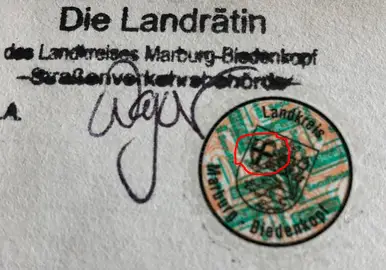 Die Landrätin
des Landkreises Marburg-Biedenkopf
Straßenverkehrsbehörde
A.
Landkreis
Marburg - Biedenkopf